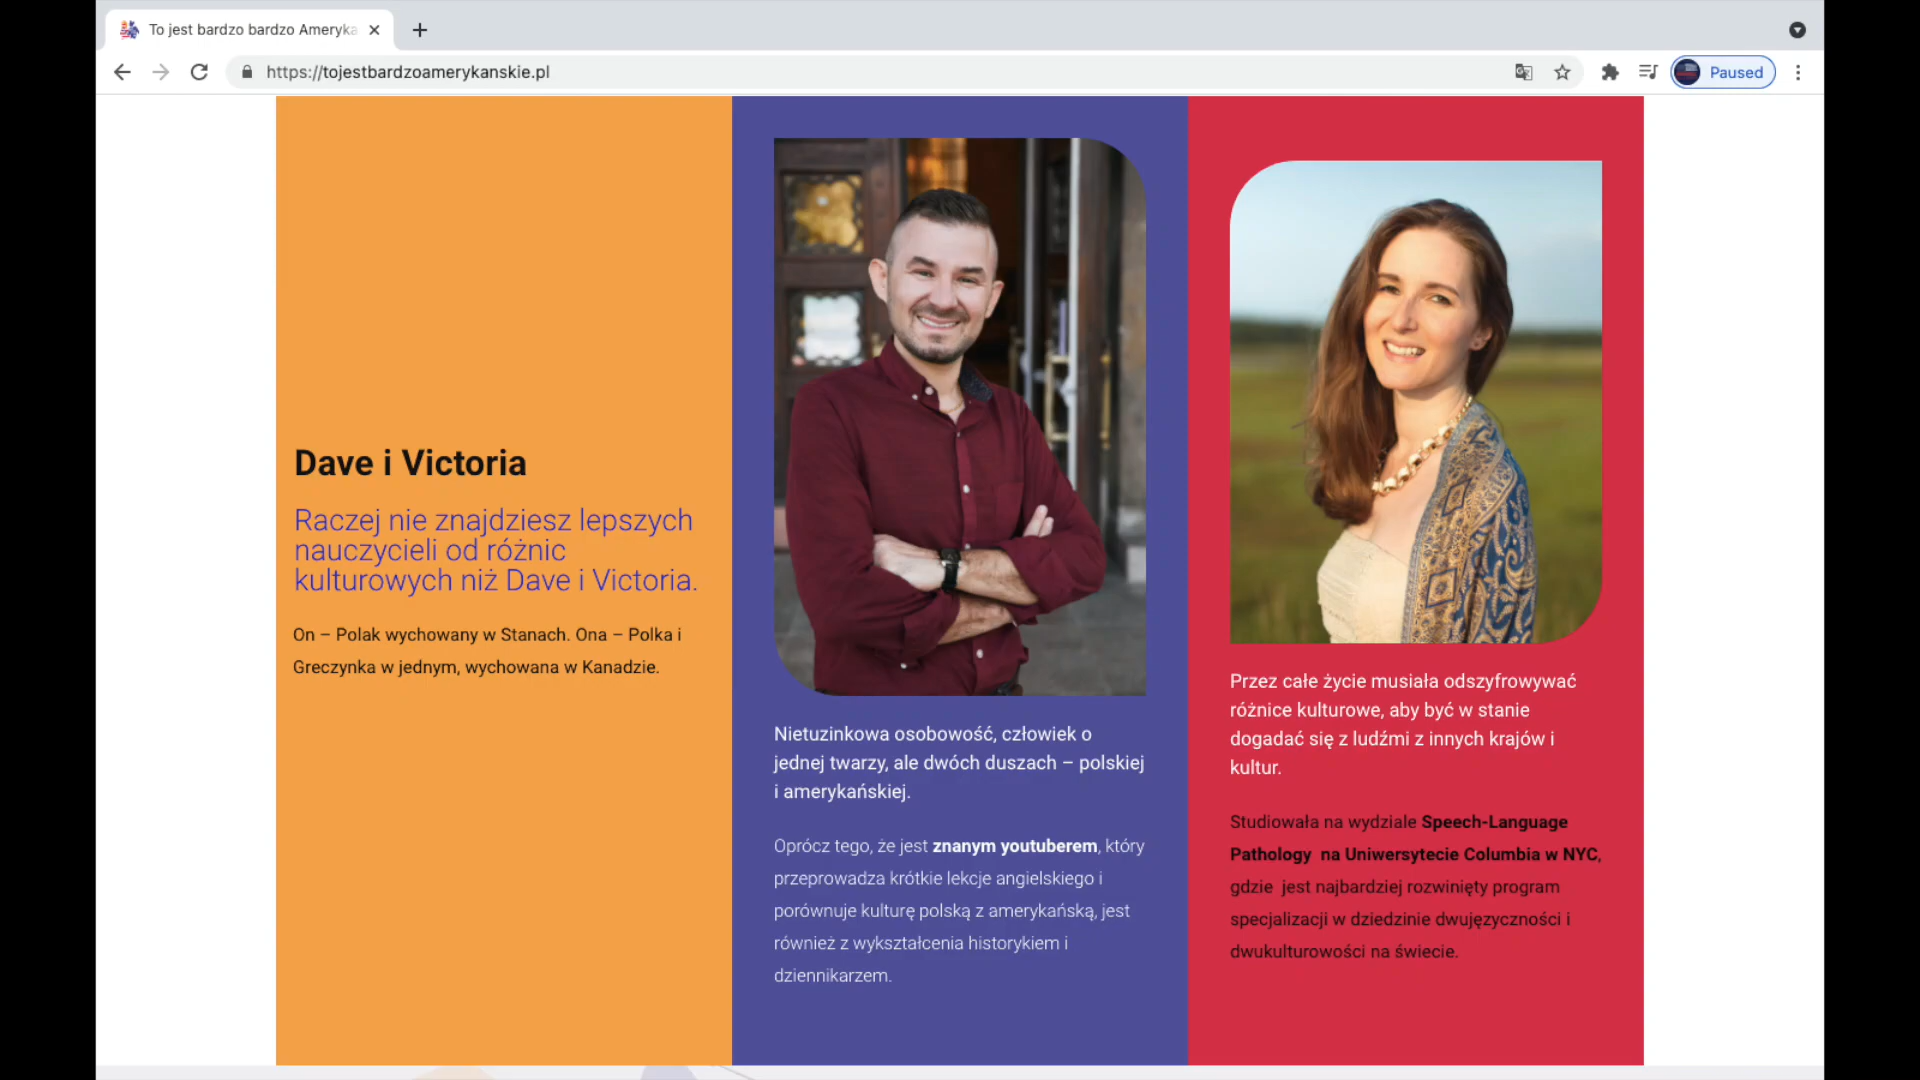 To jest bardzo bardzo Ameryka
https://tojestbardzoamerykanskie.pl
Paused
Dave i Victoria
Raczej nie znajdziesz lepszych
nauczycieli od różnic
kulturowych niż Dave i Victoria.
On – Polak wychowany w Stanach. Ona – Polka i
Greczynka w jednym, wychowana w Kanadzie.
Nietuzinkowa osobowość, człowiek o
jednej twarzy, ale dwóch duszach – polskiej
i amerykańskiej.
Oprócz tego, że jest znanym youtuberem, który
przeprowadza krótkie lekcje angielskiego i
porównuje kulturę polską z amerykańską, jest
również z wykształcenia historykiem i
dziennikarzem.
Przez całe życie musiała odszyfrowywać
różnice kulturowe, aby być w stanie
dogadać się z ludźmi z innych krajów i
kultur.
Studiowała na wydziale Speech-Language
Pathology na Uniwersytecie Columbia w NYC,
gdzie jest najbardziej rozwinięty program
specjalizacji w dziedzinie dwujęzyczności i
dwukulturowości na świecie.